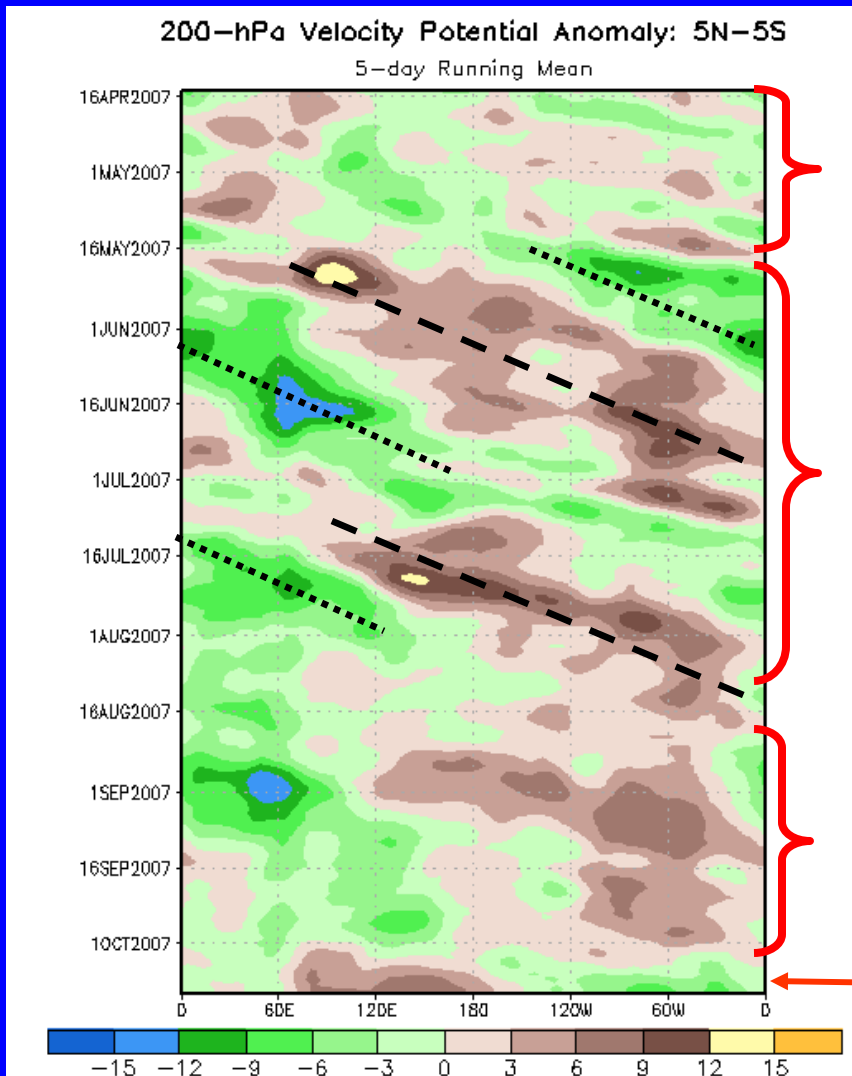 200-hPa Velocity Potential Anomaly: 5N-5S
5-day Running Mean
16APR2007
1MAY2007
16MAY2007
1JUN2007
16JUN2007
1JUL2007
16JUL2007
1AUG2007
16AUG2007
1SEP2007
16SEP2007
1OCT2007
0 60E 120E 180 120W 60W 0
-15 -12 -9 -6 -3 0 3 6 9 12 15